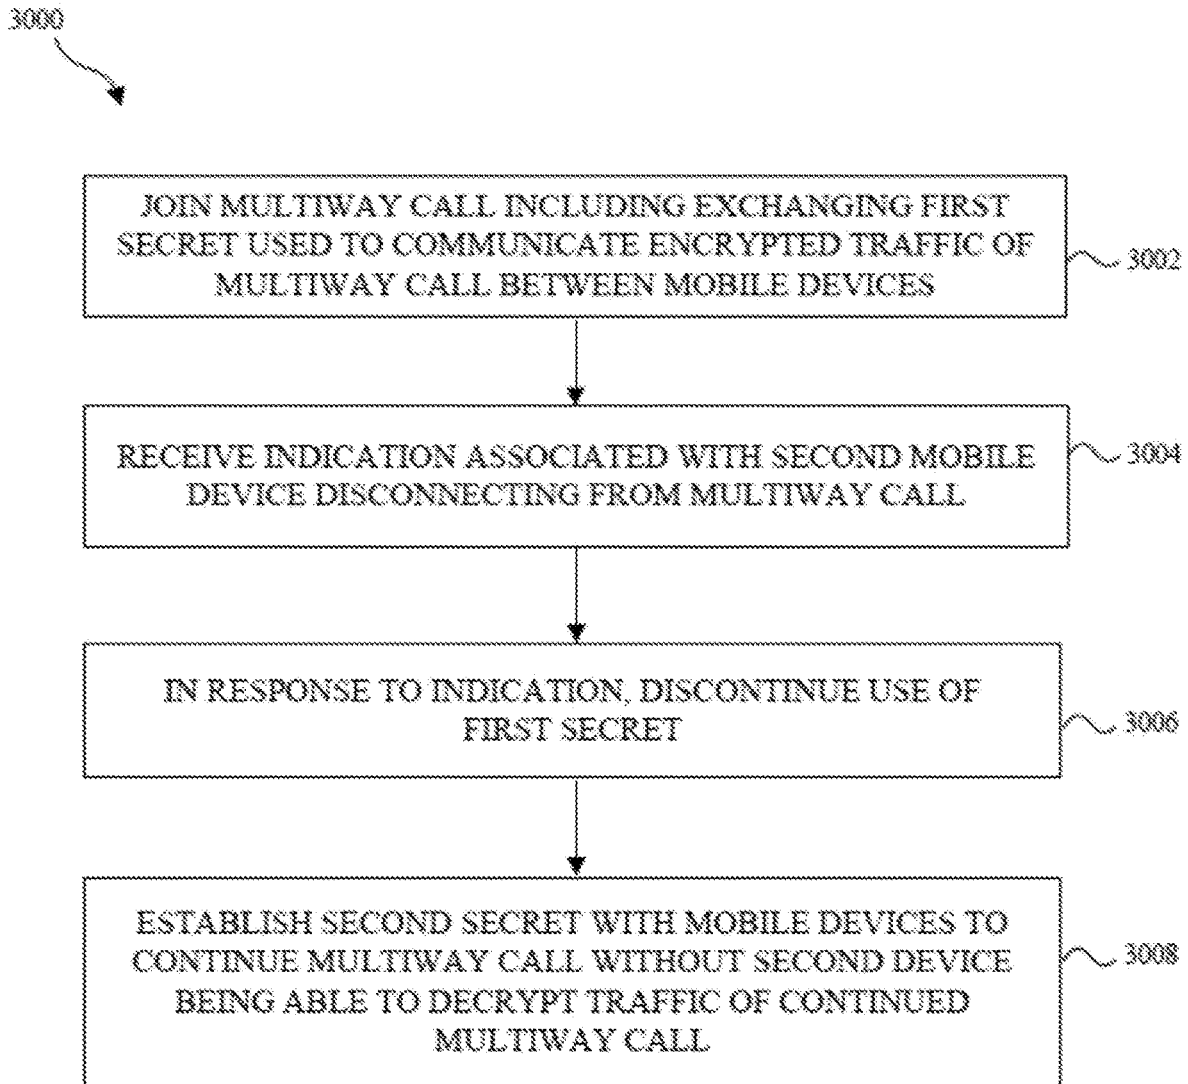 3000
JOIN MULTIWAY CALL INCLUDING EXCHANGING FIRST
SECRET USED TO COMMUNICATE ENCRYPTED TRAFFIC OF
MULTIWAY CALL BETWEEN MOBILE DEVICES
3002
RECEIVE INDICATION ASSOCIATED WITH SECOND MOBILE
DEVICE DISCONNECTING FROM MULTIWAY CALL
3004
IN RESPONSE TO INDICATION, DISCONTINUE USE OF
FIRST SECRET
3006
ESTABLISH SECOND SECRET WITH MOBILE DEVICES TO
CONTINUE MULTIWAY CALL WITHOUT SECOND DEVICE
BEING ABLE TO DECRYPT TRAFFIC OF CONTINUED
MULTIWAY CALL
3008